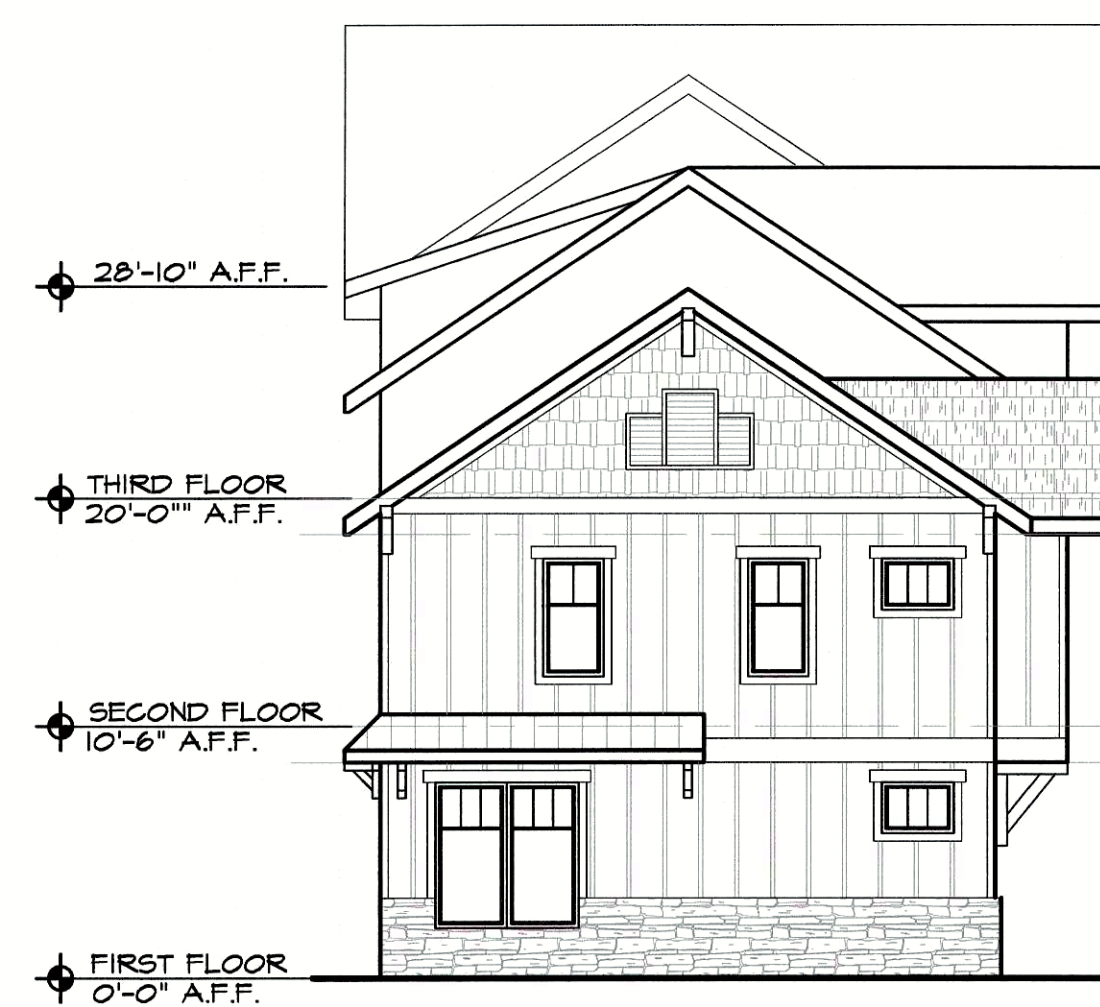 28'-10" A.F.F.
THIRD FLOOR
20'-0"" A.F.F.
SECOND FLOOR
10'-6" A.F.F.
FIRST FLOOR
0'-0" A.F.F.